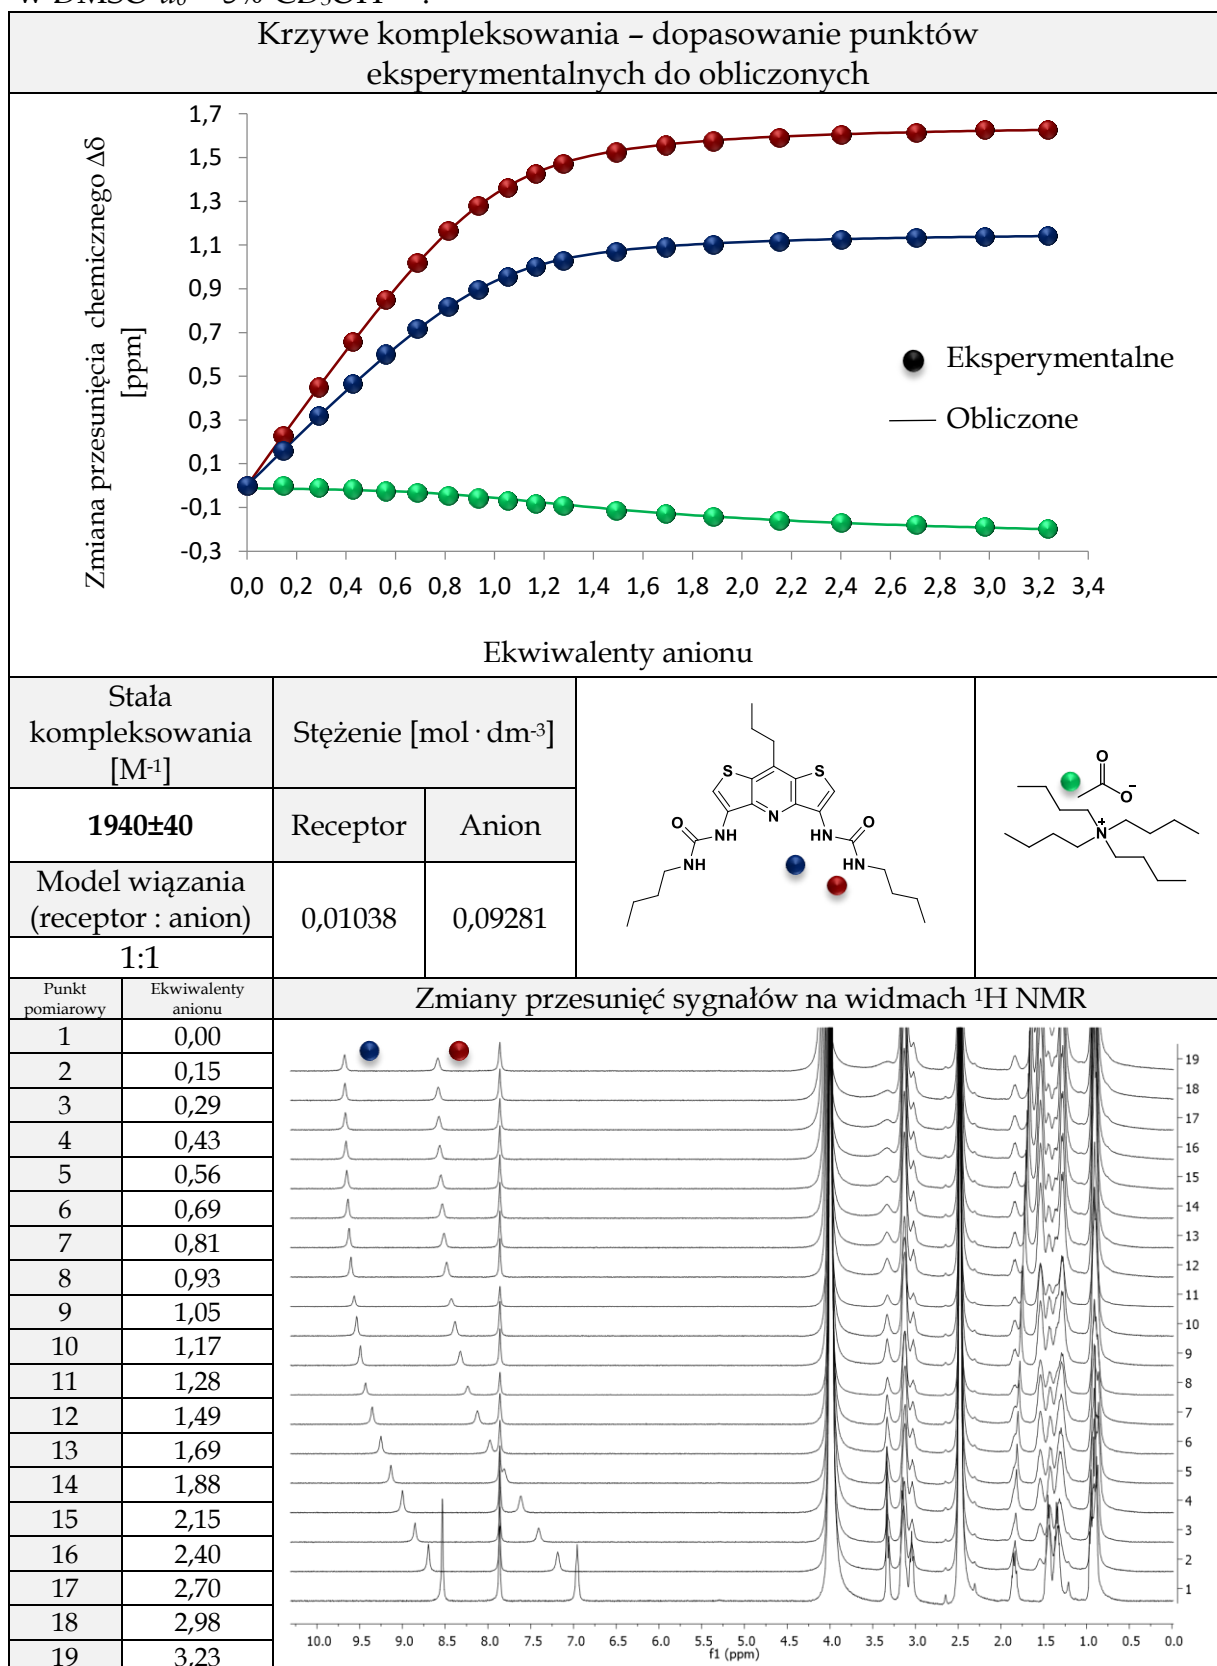 w DMSO-d6 + 5% CD3OH
Krzywe kompleksowania – dopasowanie punktów
eksperymentalnych do obliczonych
Zmiana przesunięcia chemicznego Δδ
[ppm]
1,7
1,5
1,3
1,1
0,9
0,7
0,5
0,3
0,1
-0,1
-0,3
Eksperymentalne
Obliczone
0,0 0,2 0,4 0,6 0,8 1,0 1,2 1,4 1,6 1,8 2,0 2,2 2,4 2,6 2,8 3,0 3,2 3,4
Ekwiwalenty anionu
Stała
kompleksowania
[M-1]
Stężenie [mol · dm-3]
1940±40
Receptor
Anion
Model wiązania
(receptor : anion)
0,01038
0,09281
1:1
S S
N
O NH NH O
NH HN
O
O-
N+
Punkt
pomiarowy
Ekwiwalenty
anionu
Zmiany przesunięć sygnałów na widmach 1H NMR
1 0,00
2 0,15
3 0,29
4 0,43
5 0,56
6 0,69
7 0,81
8 0,93
9 1,05
10 1,17
11 1,28
12 1,49
13 1,69
14 1,88
15 2,15
16 2,40
17 2,70
18 2,98
19 3,23
19
18
17
16
15
14
13
12
11
10
9
8
7
6
5
4
3
2
1
10.0 9.5 9.0 8.5 8.0 7.5 7.0 6.5 6.0 5.5 5.0 4.5 4.0 3.5 3.0 2.5 2.0 1.5 1.0 0.5 0.0
f1 (ppm)